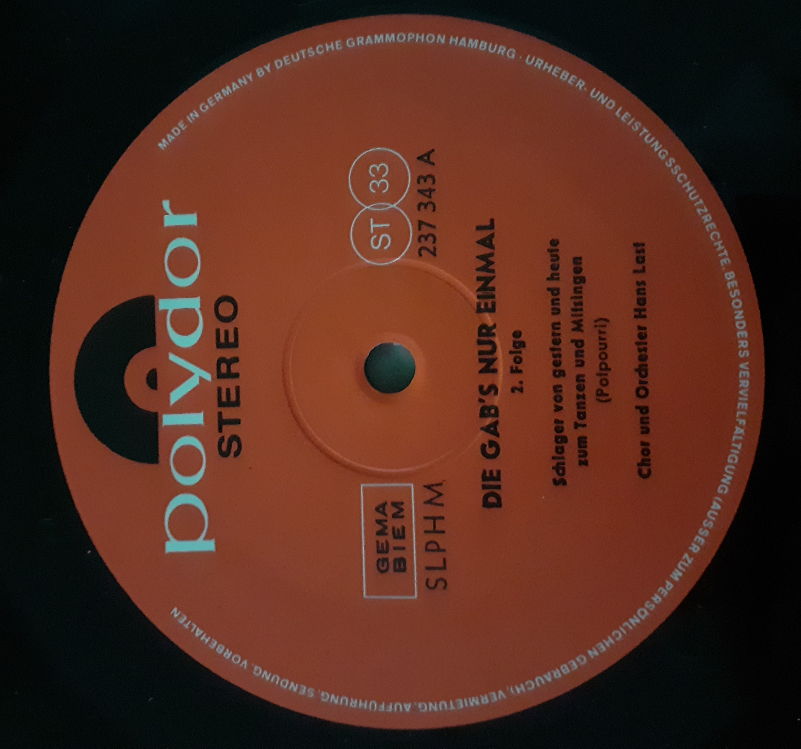 polydor
STEREO
GEMA
BIEM
ST 33
SLPHM
237 343 A
DIE GAB'S NUR EINMAL
2. Folge
Schlager von gestern und heute
zum Tanzen und Mitsingen
(Potpourri)
Chor und Orchester Hans Last
MADE IN GERMANY BY DEUTSCHE GRAMMOPHON HAMBURG · URHEBER- UND LEISTUNGSSCHUTZRECHTE, BESONDERS VERVIELFÄLTIGUNG (AUSSER ZUM PERSÖNLICHEN GEBRAUCH), VERMIETUNG, AUFFÜHRUNG, SENDUNG, VORBEHALTEN